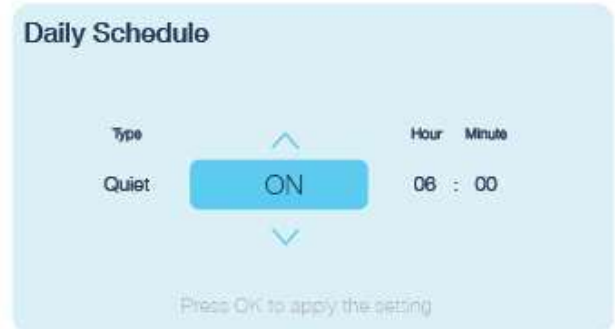 Daily Schedule
Type Hour Minute
Quiet ON 06 : 00
Press OK to apply the setting